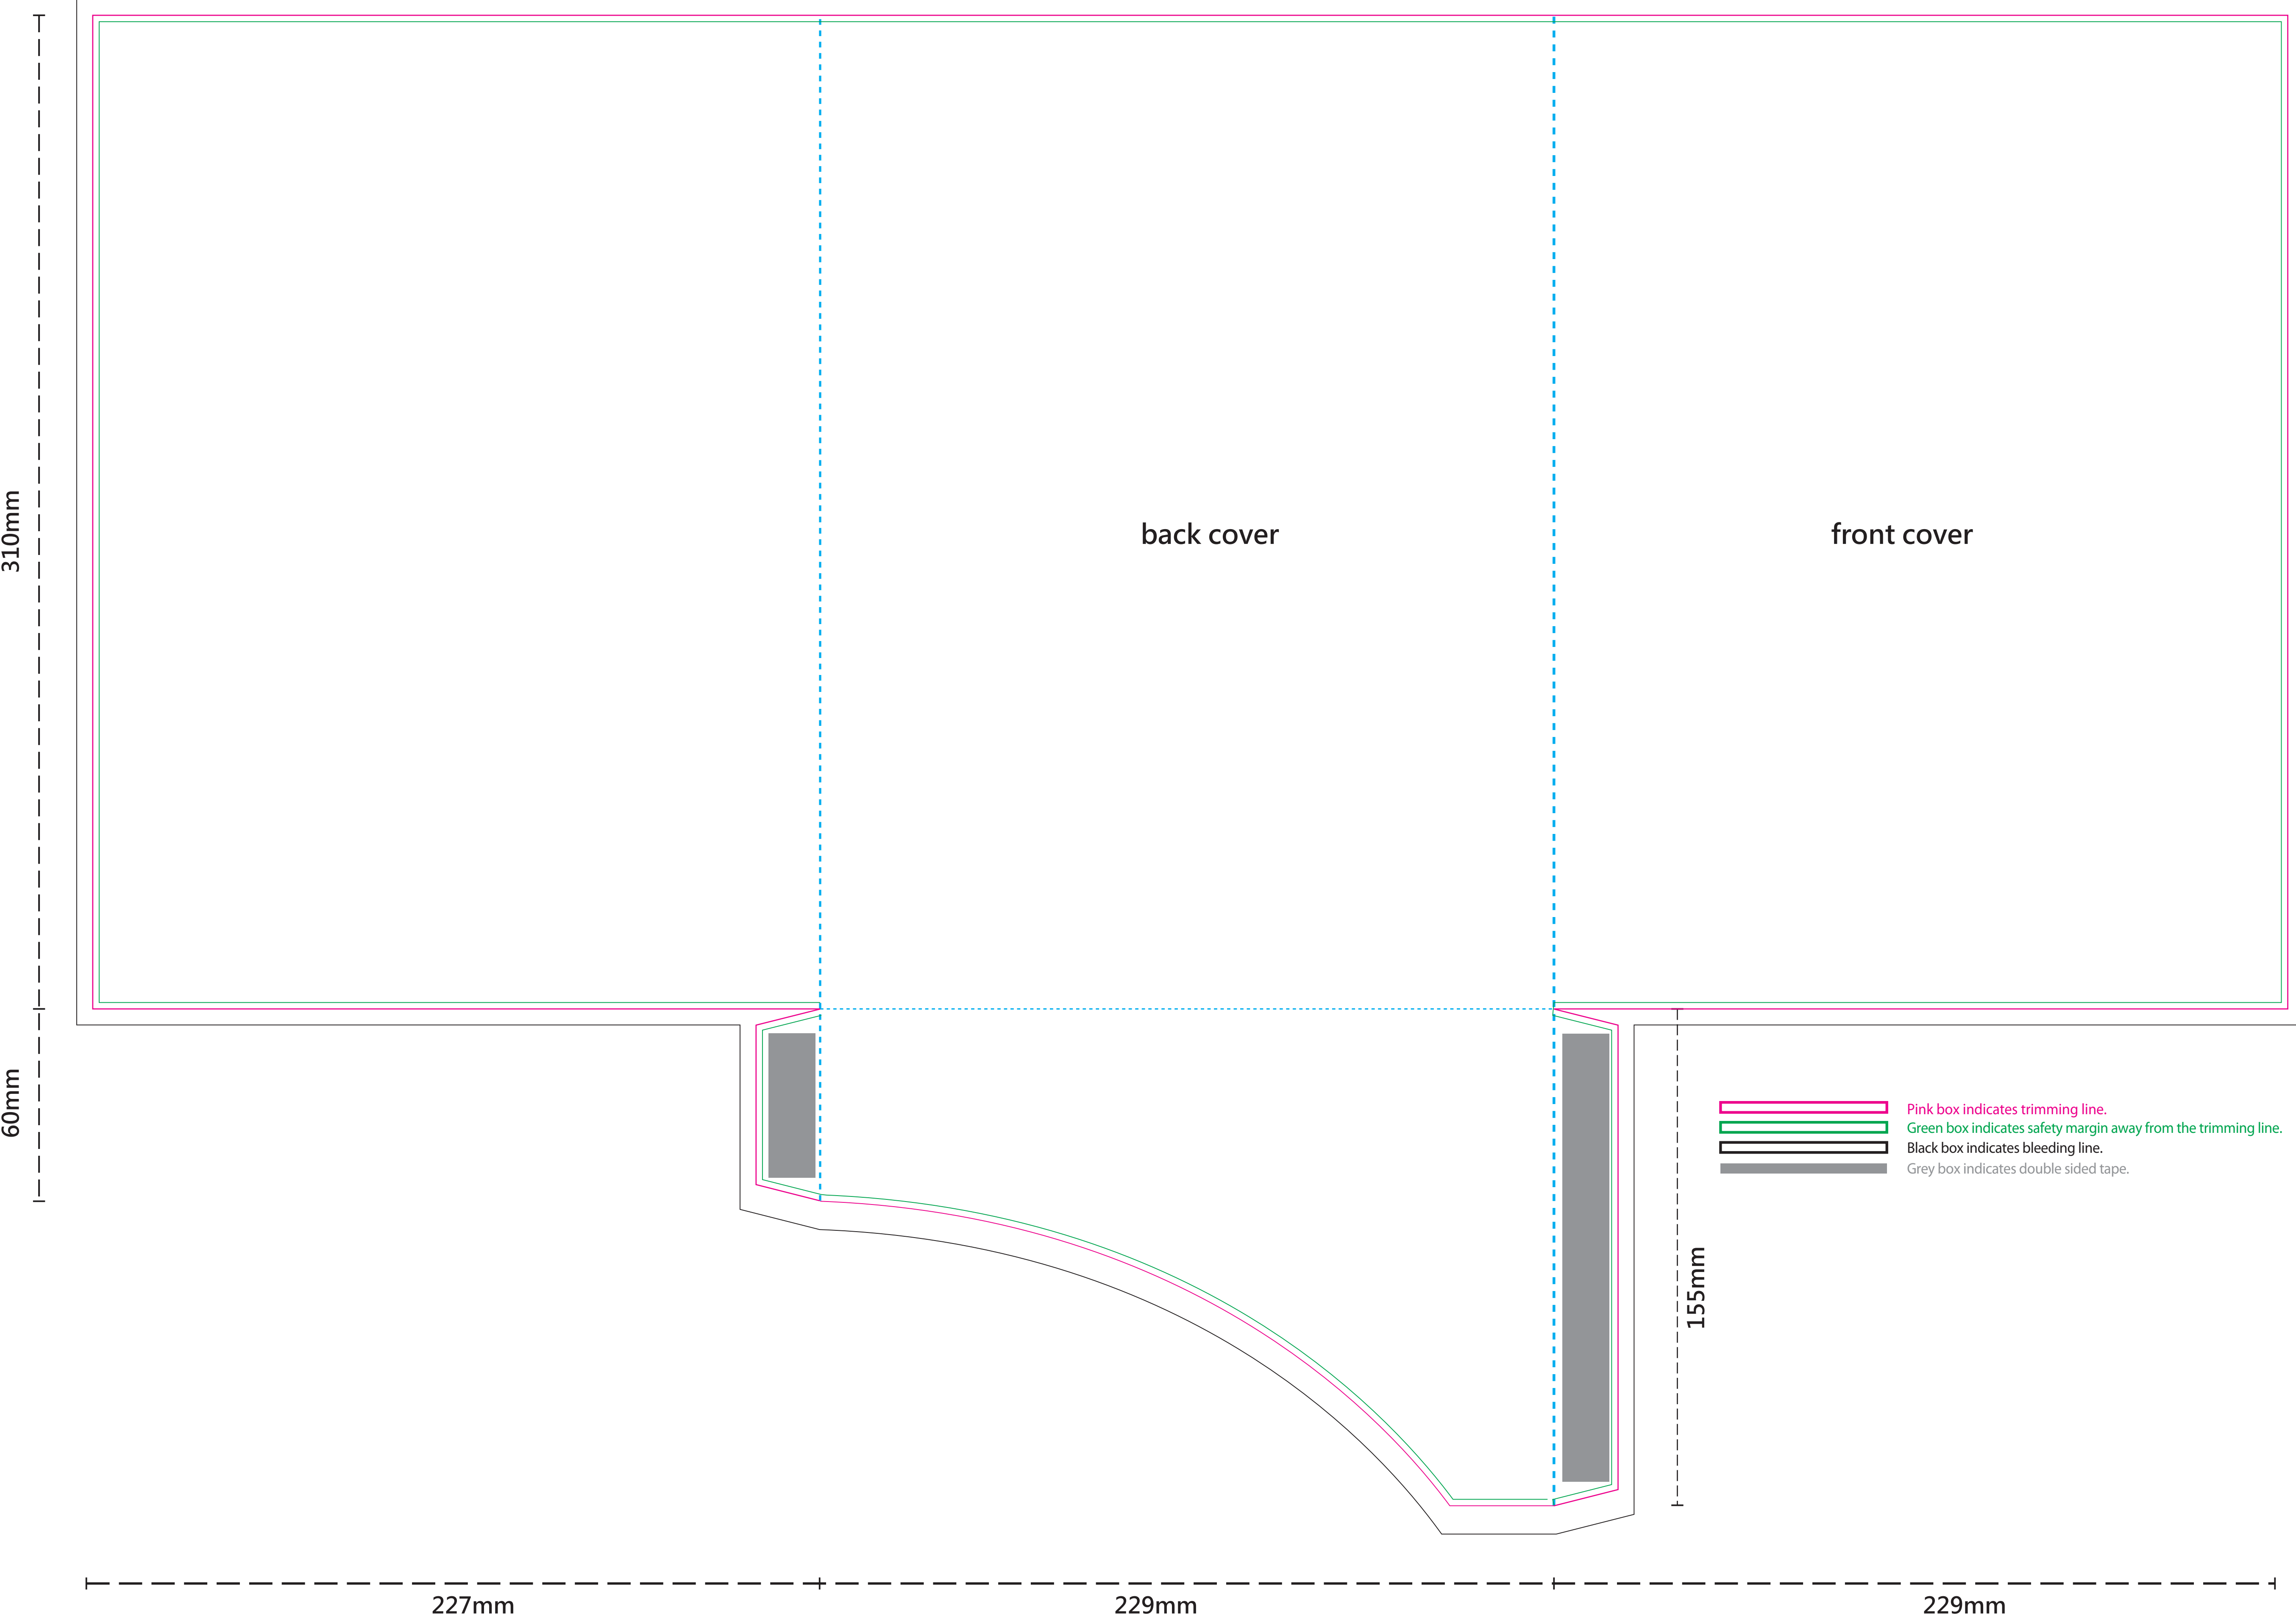 310mm
back cover
front cover
60mm
Pink box indicates trimming line.
Green box indicates safety margin away from the trimming line.
Black box indicates bleeding line.
Grey box indicates double sided tape.
155mm
227mm
229mm
229mm